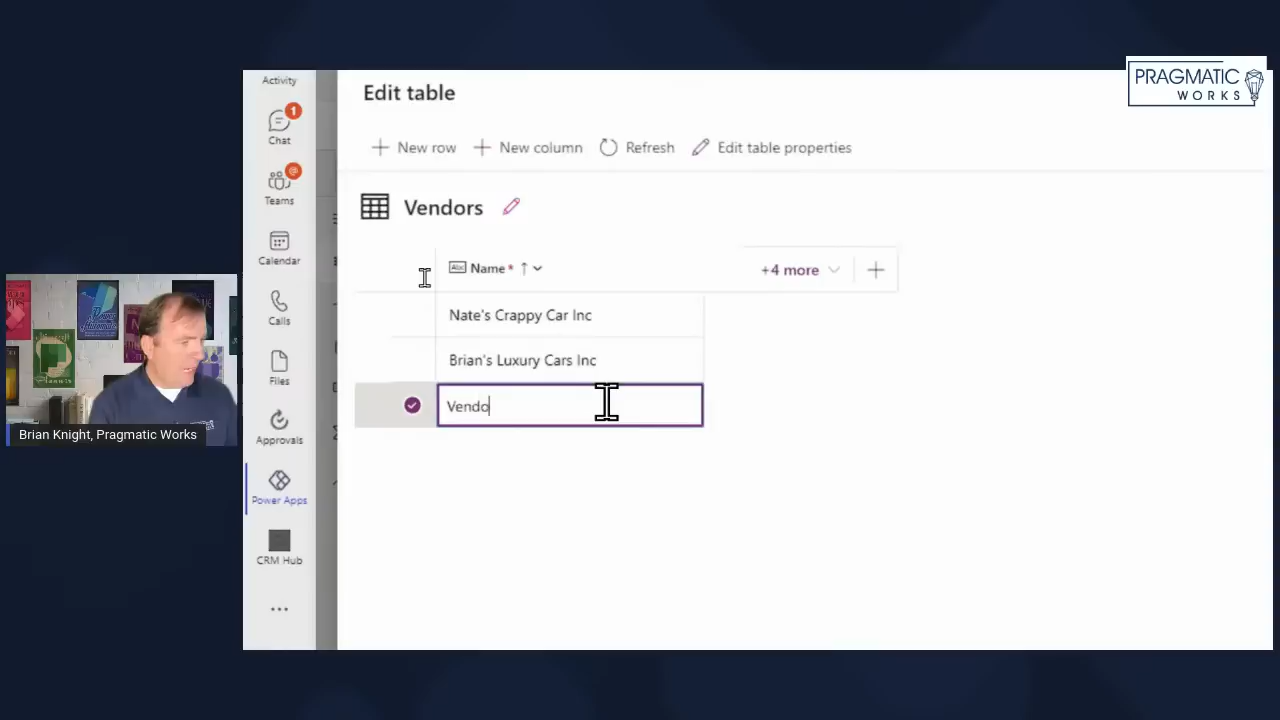 PRAGMATIC
WORKS
Activity
Edit table
1
Chat
New row
New column
Refresh
Edit table properties
@
Teams
Vendors
Calendar
Abc Name* ↑
+4 more
Calls
Nate's Crappy Car Inc
Brian's Luxury Cars Inc
Files
Vendo
Approvals
Brian Knight, Pragmatic Works
Power Apps
CRM Hub
...